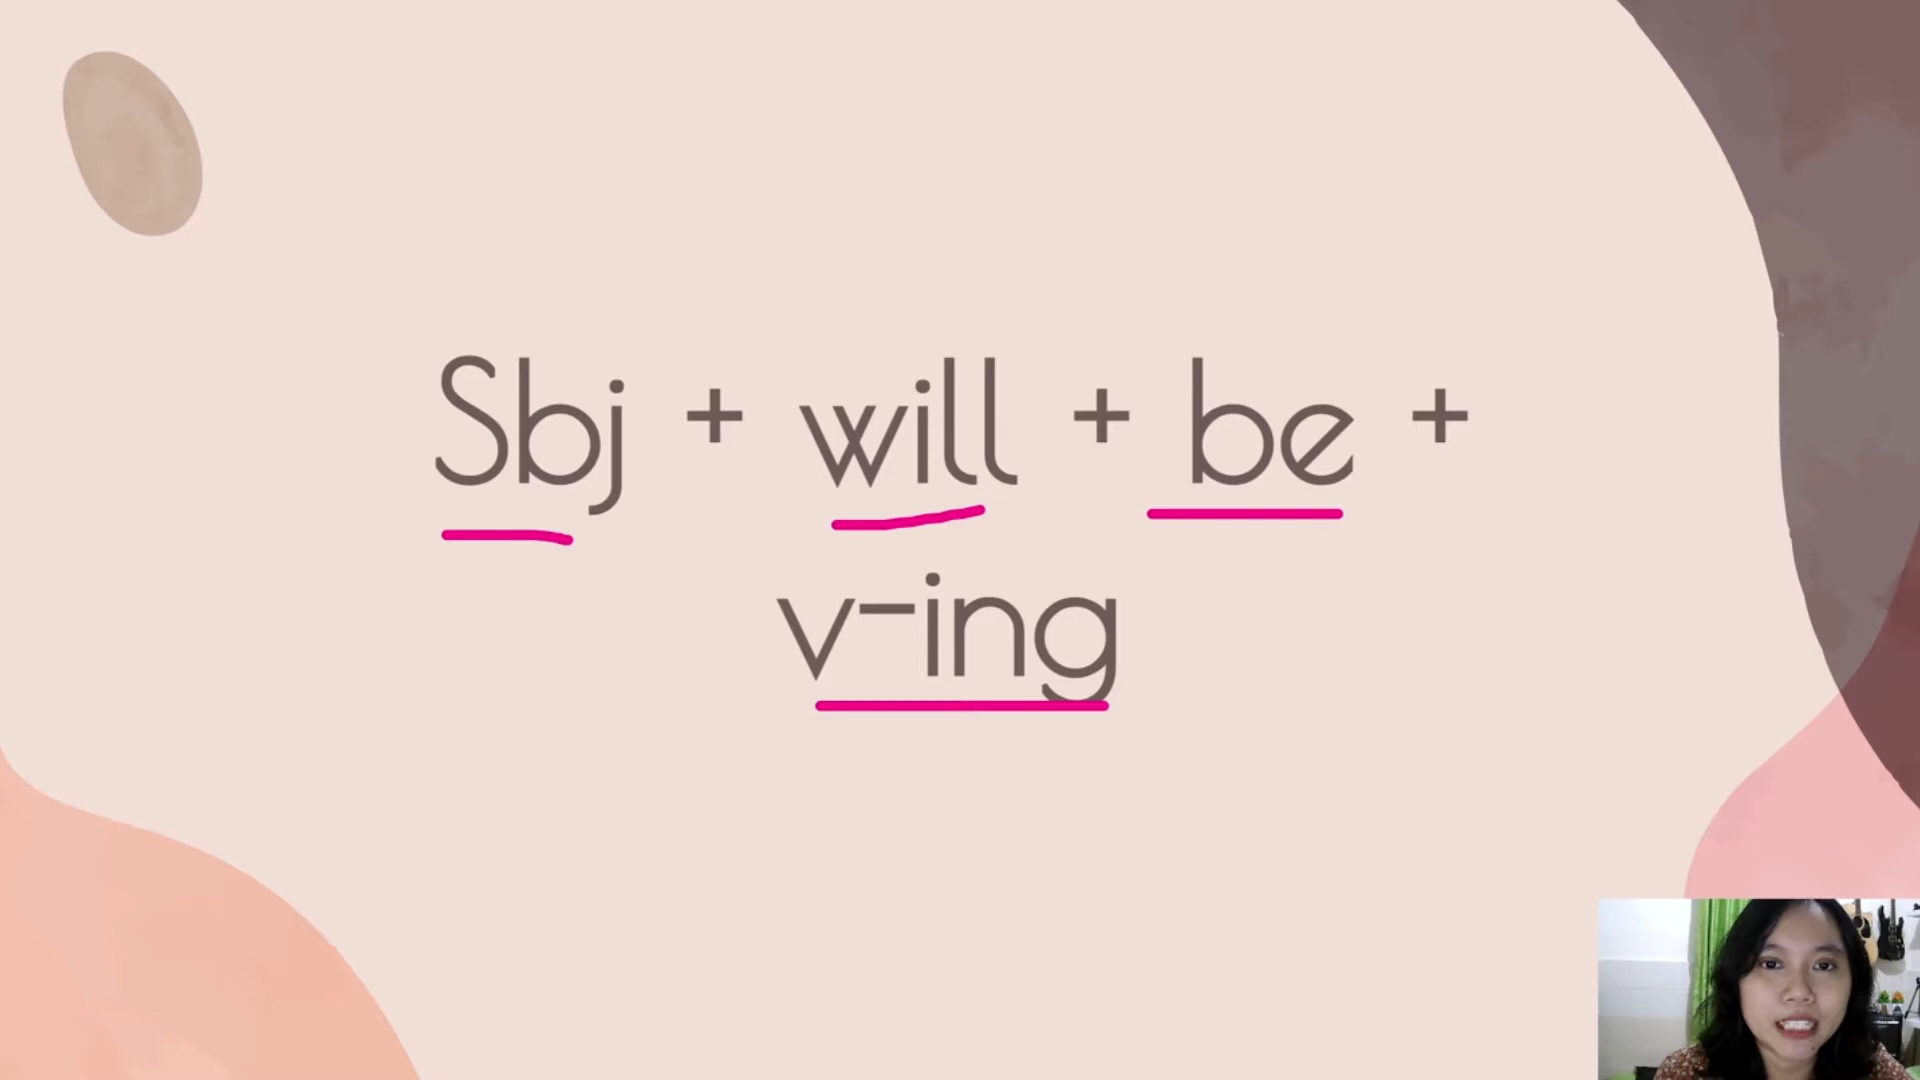 Sbj + will + be +
v-ing